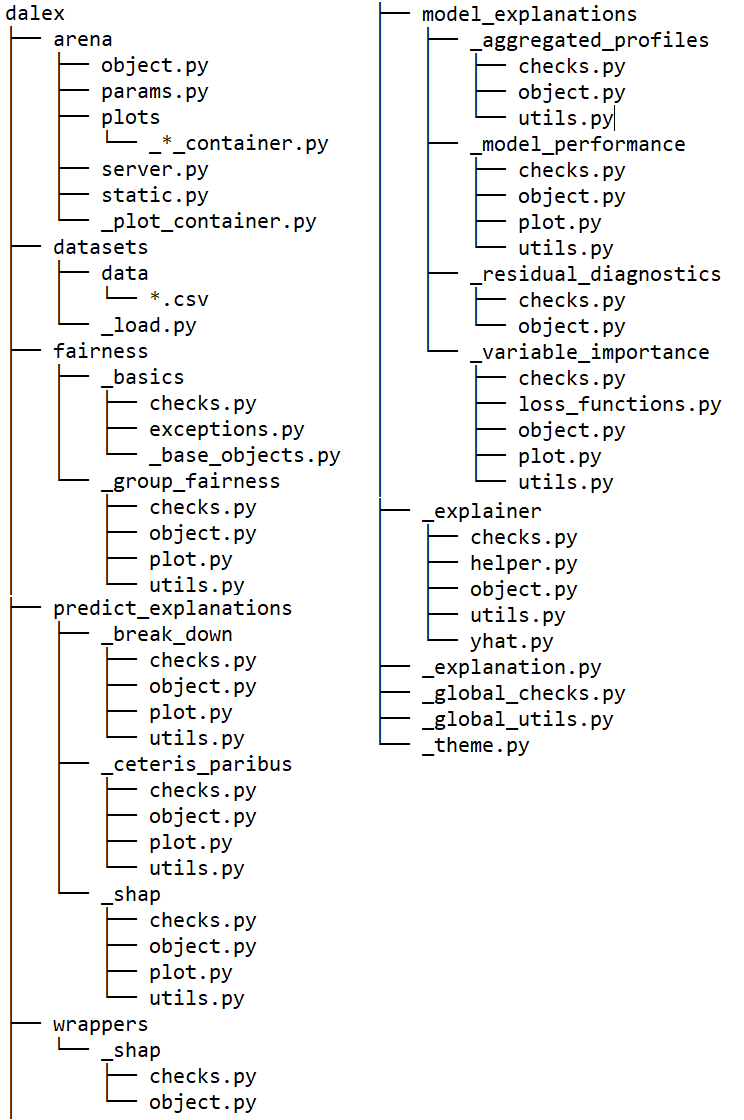 dalex
├── arena
│   ├── object.py
│   ├── params.py
│   ├── plots
│   │   └── _*_container.py
│   ├── server.py
│   ├── static.py
│   └── _plot_container.py
├── datasets
│   ├── data
│   │   └── *.csv
│   └── _load.py
├── fairness
│   ├── _basics
│   │   ├── checks.py
│   │   ├── exceptions.py
│   │   └── _base_objects.py
│   └── _group_fairness
│       ├── checks.py
│       ├── object.py
│       ├── plot.py
│       └── utils.py
├── predict_explanations
│   ├── _break_down
│   │   ├── checks.py
│   │   ├── object.py
│   │   ├── plot.py
│   │   └── utils.py
│   ├── _ceteris_paribus
│   │   ├── checks.py
│   │   ├── object.py
│   │   ├── plot.py
│   │   └── utils.py
│   └── _shap
│       ├── checks.py
│       ├── object.py
│       ├── plot.py
│       └── utils.py
├── wrappers
│   └── _shap
│       ├── checks.py
│       └── object.py
├── model_explanations
│   ├── _aggregated_profiles
│   │   ├── checks.py
│   │   ├── object.py
│   │   └── utils.py
│   ├── _model_performance
│   │   ├── checks.py
│   │   ├── object.py
│   │   ├── plot.py
│   │   └── utils.py
│   ├── _residual_diagnostics
│   │   ├── checks.py
│   │   └── object.py
│   └── _variable_importance
│       ├── checks.py
│       ├── loss_functions.py
│       ├── object.py
│       ├── plot.py
│       └── utils.py
├── _explainer
│   ├── checks.py
│   ├── helper.py
│   ├── object.py
│   ├── utils.py
│   └── yhat.py
├── _explanation.py
├── _global_checks.py
├── _global_utils.py
└── _theme.py